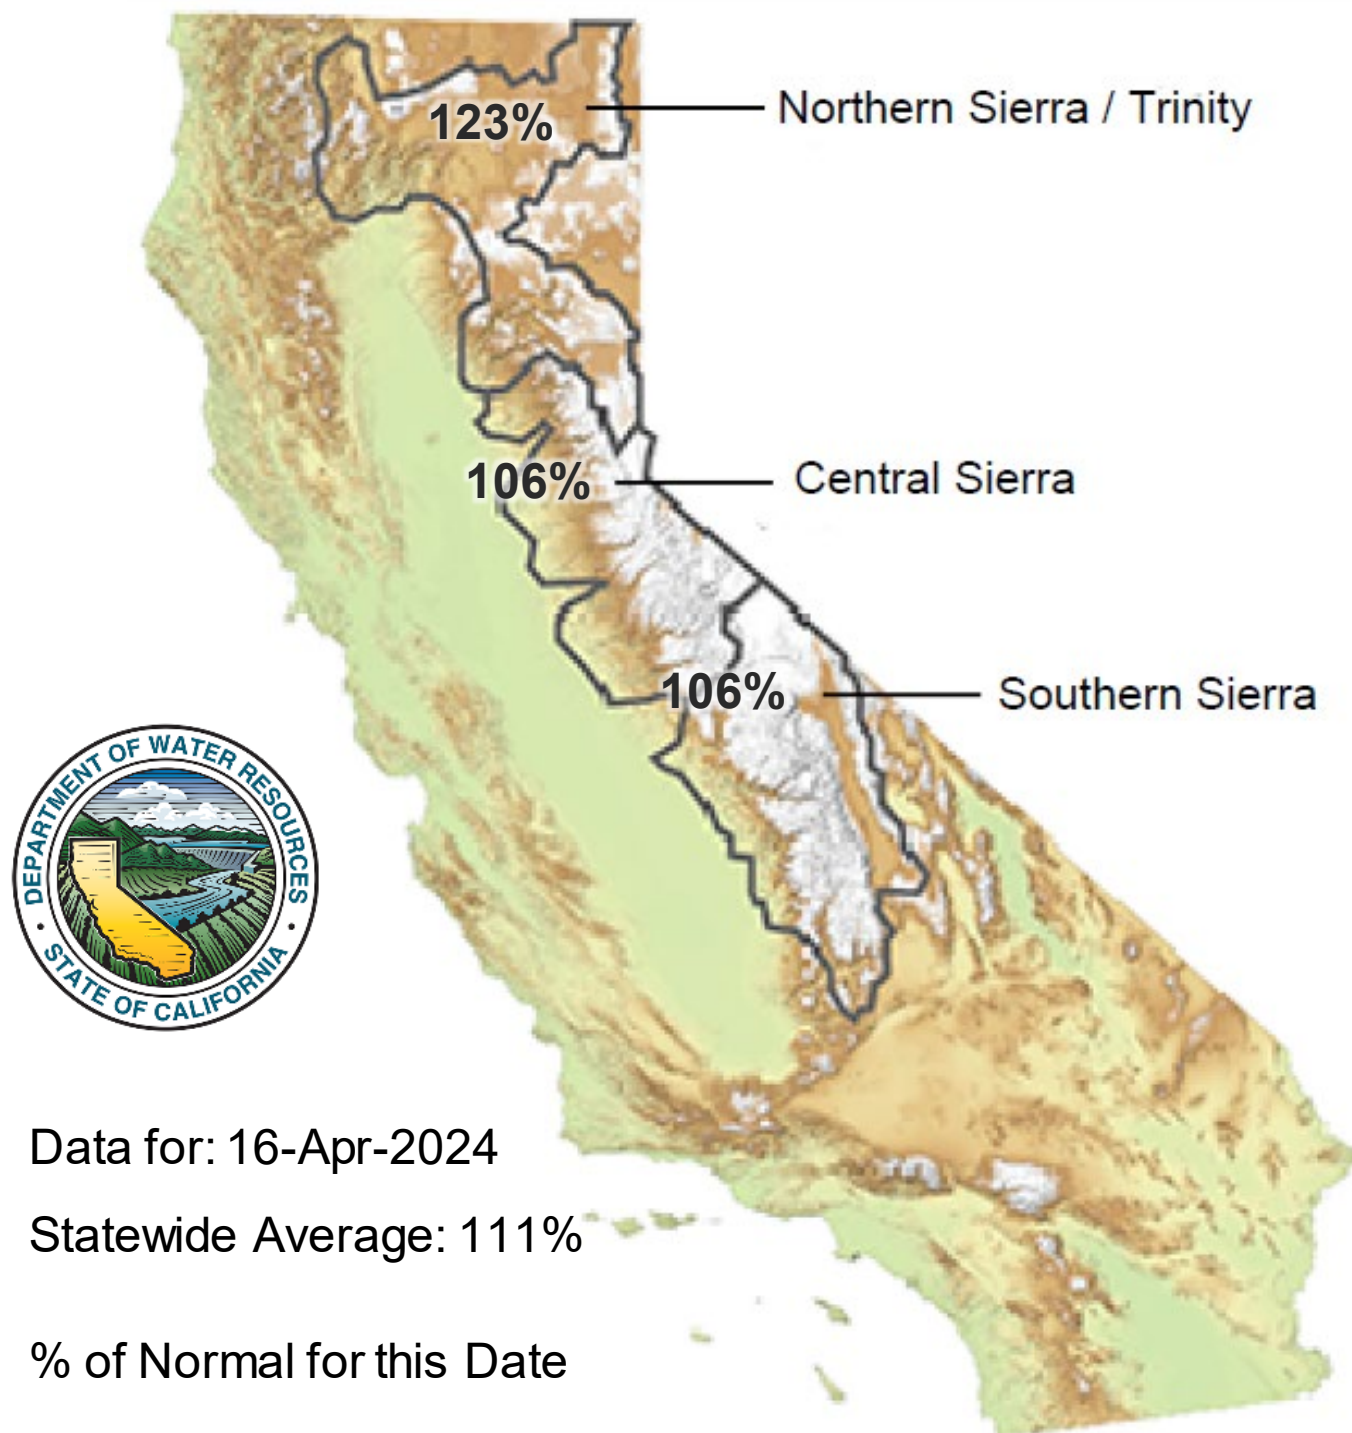 123%
Northern Sierra / Trinity
106%
Central Sierra
106%
Southern Sierra
DEPARTMENT OF WATER RESOURCES
• STATE OF CALIFORNIA •
Data for: 16-Apr-2024
Statewide Average: 111%
% of Normal for this Date